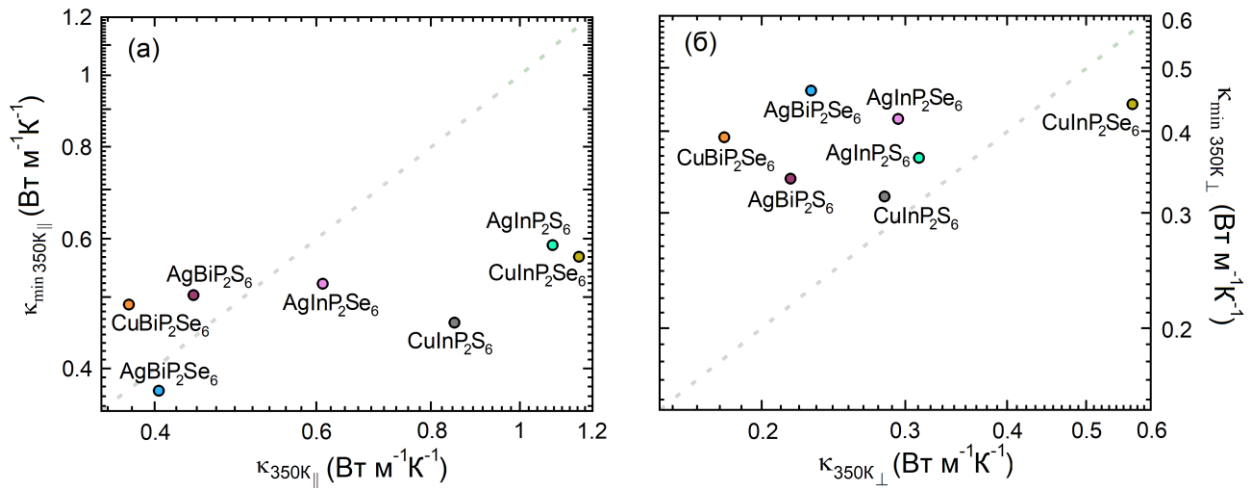 (a)
1.2
1
0.8
0.6
0.4
κmin 350K∥ (Вт м⁻¹К⁻¹)
AgInP₂S₆
CuInP₂Se₆
AgBiP₂S₆
AgInP₂Se₆
CuBiP₂Se₆
CuInP₂S₆
AgBiP₂Se₆
0.4 0.6 0.8 1 1.2
κ350K∥ (Вт м⁻¹К⁻¹)
(б)
AgBiP₂Se₆
AgInP₂Se₆
CuInP₂Se₆
CuBiP₂Se₆
AgInP₂S₆
AgBiP₂S₆
CuInP₂S₆
0.6
0.5
0.4
0.3
0.2
κmin 350K⊥ (Вт м⁻¹К⁻¹)
0.2 0.3 0.5 0.6
κ350K⊥ (Вт м⁻¹К⁻¹)